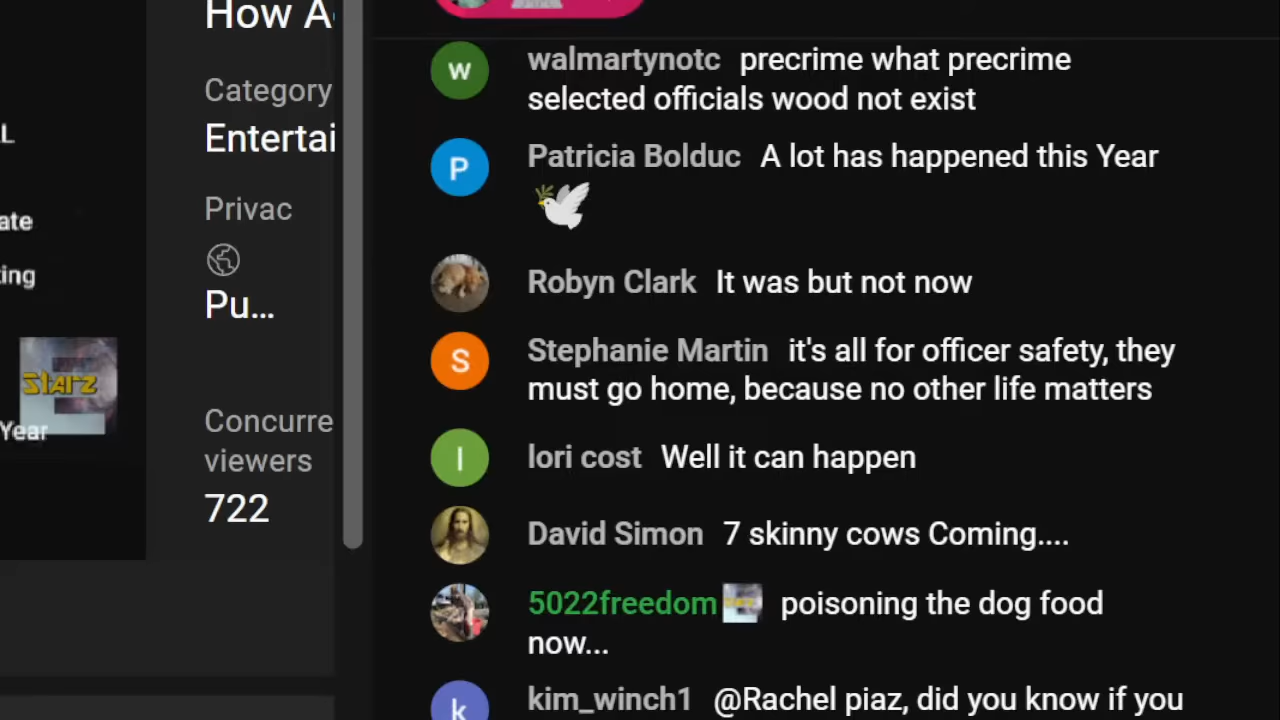 How A
Category
Entertai
Privac
Pu...
Concurre
viewers
722
L
ate
ing
Starz
Year
w
walmartynotc precrime what precrime
selected officials wood not exist
P
Patricia Bolduc A lot has happened this Year
🕊
Robyn Clark It was but not now
S
Stephanie Martin it's all for officer safety, they
must go home, because no other life matters
l
lori cost Well it can happen
David Simon 7 skinny cows Coming....
5022freedom poisoning the dog food
now...
k
kim_winch1 @Rachel piaz, did you know if you